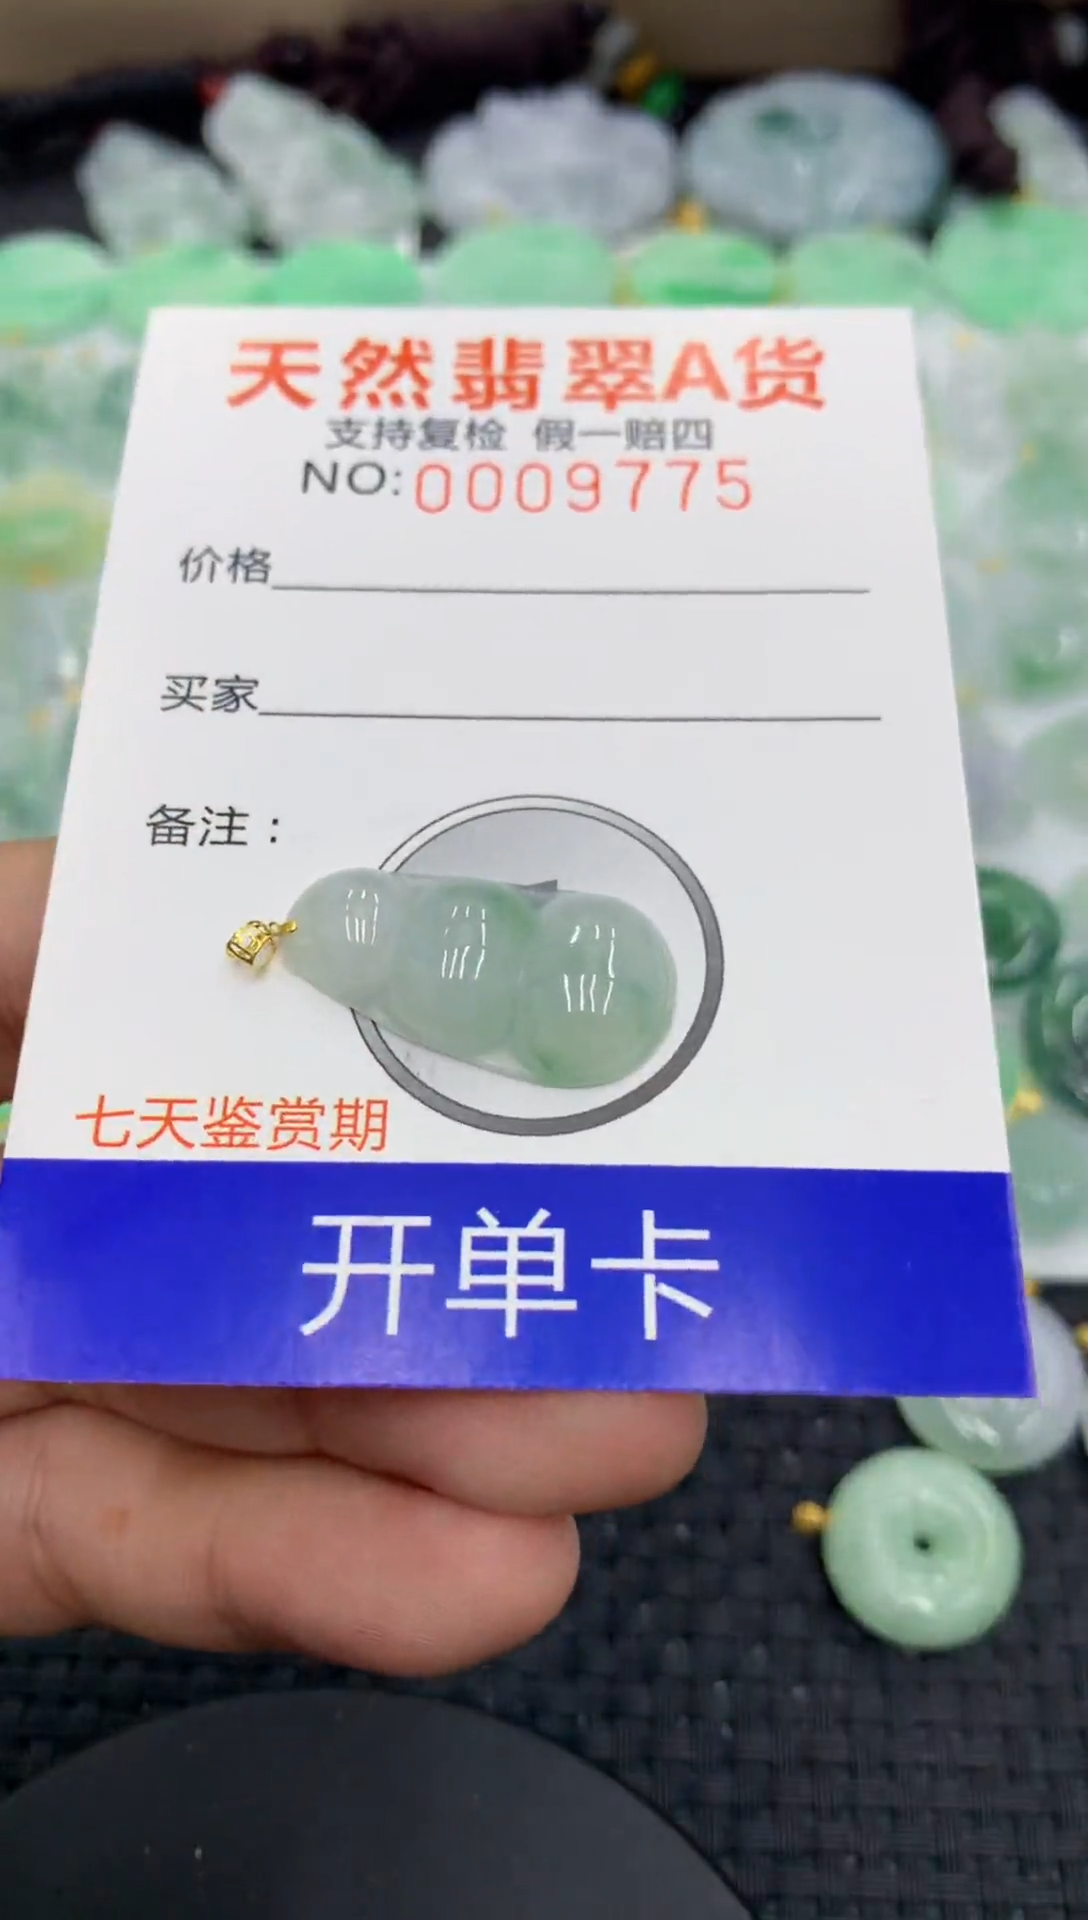 天然翡翠A货
支持复检 假一赔四
NO:0009775
价格
买家
备注：
七天鉴赏期
开单卡